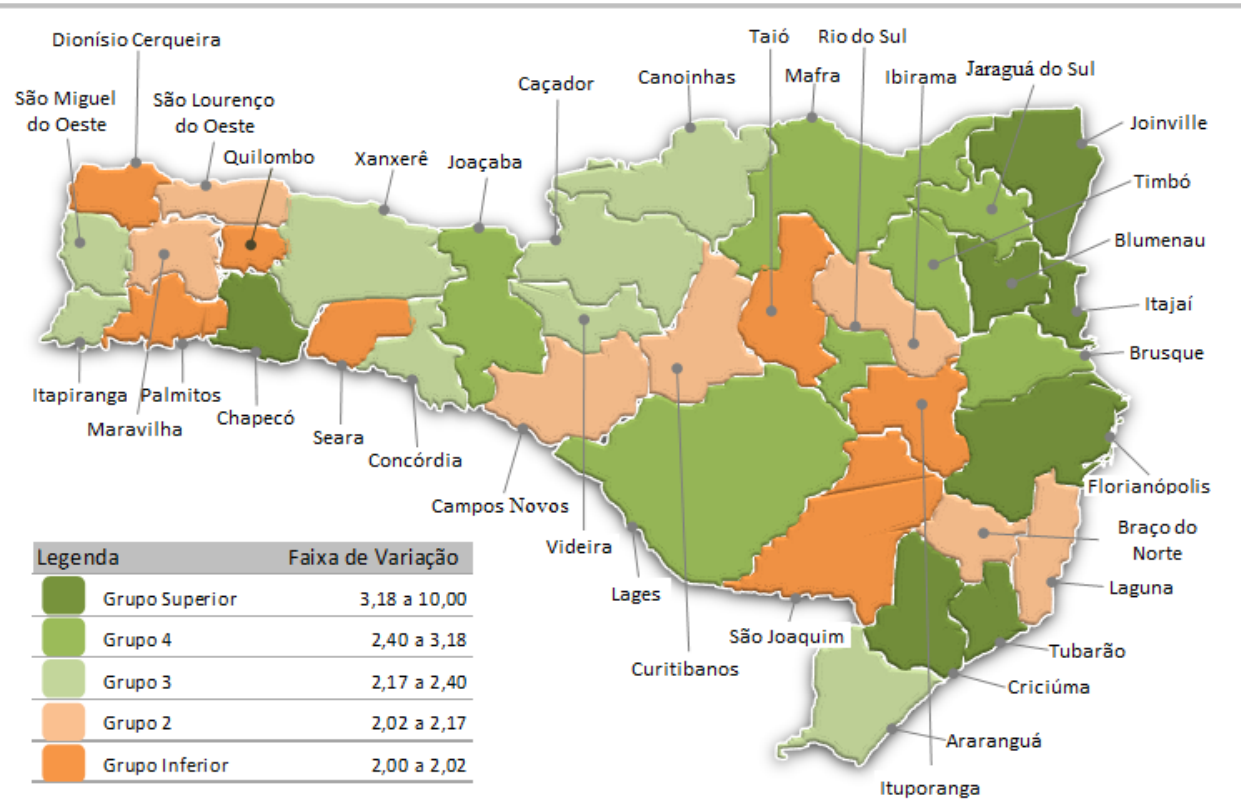 Dionísio Cerqueira
São Miguel
do Oeste
São Lourenço
do Oeste
Quilombo
Xanxerê
Joaçaba
Caçador
Canoinhas
Taió
Mafra
Rio do Sul
Ibirama
Jaraguá do Sul
Joinville
Timbó
Blumenau
Itajaí
Brusque
Florianópolis
Braço do
Norte
Laguna
Tubarão
Criciúma
Araranguá
Ituporanga
São Joaquim
Curitibanos
Lages
Videira
Campos Novos
Concórdia
Seara
Chapecó
Palmitos
Maravilha
Itapiranga
Legenda Faixa de Variação
Grupo Superior 3,18 a 10,00
Grupo 4 2,40 a 3,18
Grupo 3 2,17 a 2,40
Grupo 2 2,02 a 2,17
Grupo Inferior 2,00 a 2,02